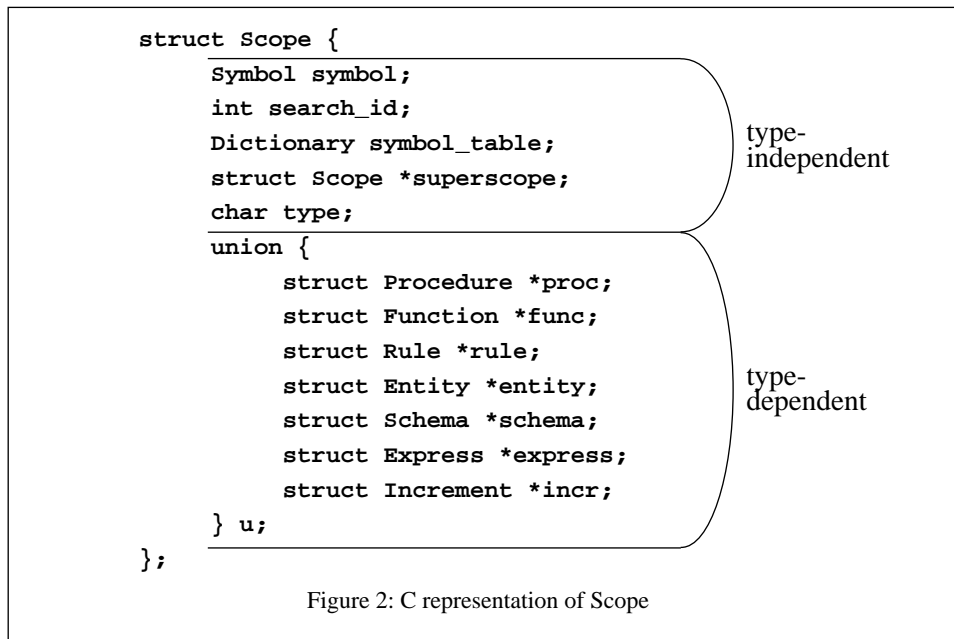 struct Scope {
Symbol symbol;
int search_id;
Dictionary symbol_table;
struct Scope *superscope;
char type;
type-
independent
union {
struct Procedure *proc;
struct Function *func;
struct Rule *rule;
struct Entity *entity;
struct Schema *schema;
struct Express *express;
struct Increment *incr;
} u;
type-
dependent
};
Figure 2: C representation of Scope